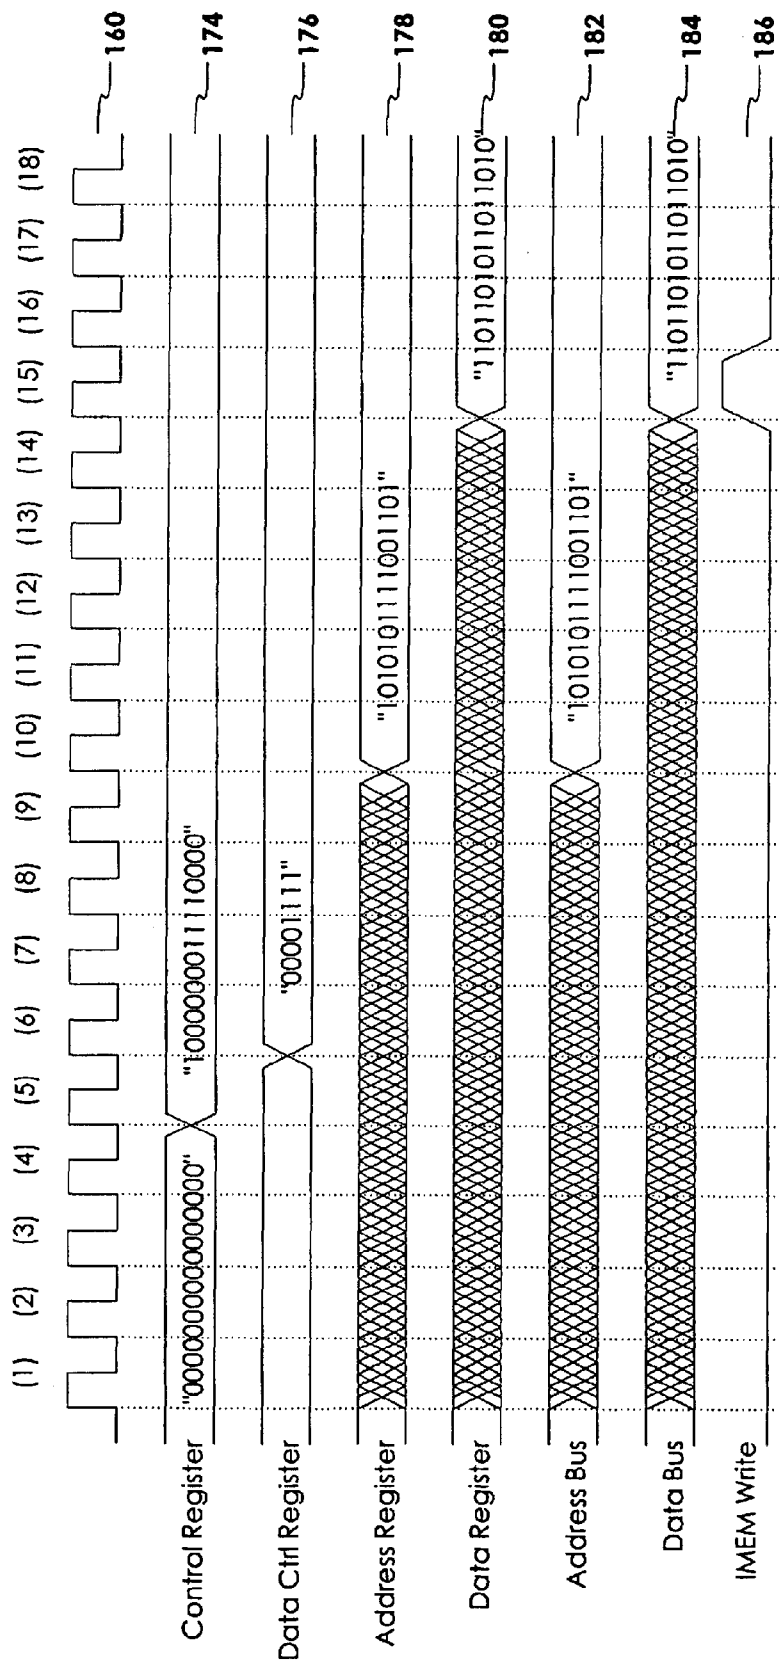 (1) (2) (3) (4) (5) (6) (7) (8) (9) (10) (11) (12) (13) (14) (15) (16) (17) (18)
160
Control Register "0000000000000000" "1000000011110000" 174
Data Ctrl Register "00001111" 176
Address Register "1010101111001101" 178
Data Register "1101101011011010" 180
Address Bus "1010101111001101" 182
Data Bus "1101101011011010" 184
IMEM Write 186